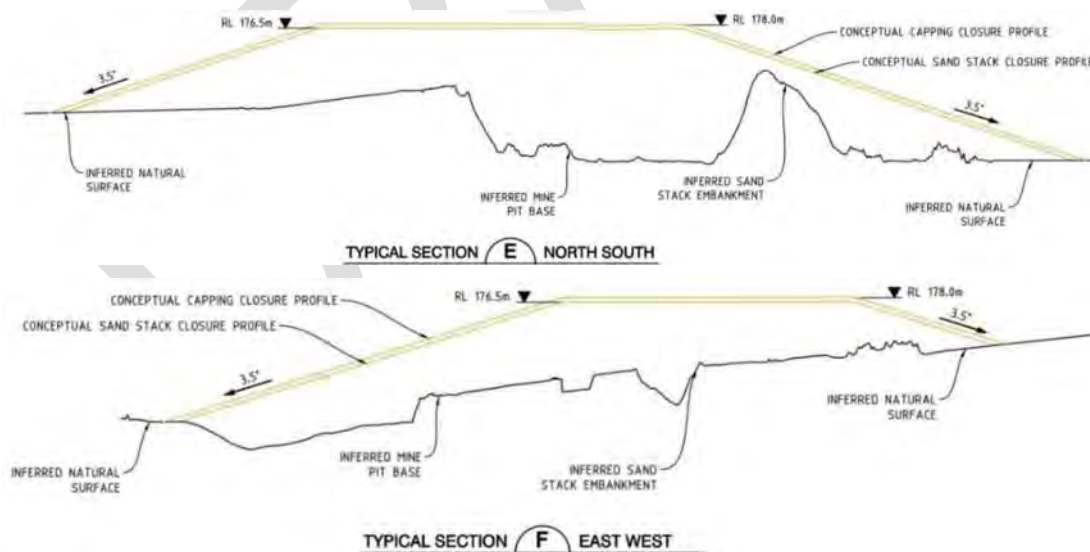 RL 176.5m
RL 178.0m
CONCEPTUAL CAPPING CLOSURE PROFILE
CONCEPTUAL SAND STACK CLOSURE PROFILE
3.5°
3.5°
INFERRED NATURAL
SURFACE
INFERRED MINE
PIT BASE
INFERRED SAND
STACK EMBANKMENT
INFERRED NATURAL
SURFACE
TYPICAL SECTION E NORTH SOUTH
CONCEPTUAL CAPPING CLOSURE PROFILE
CONCEPTUAL SAND STACK CLOSURE PROFILE
RL 176.5m
RL 178.0m
3.5°
3.5°
INFERRED NATURAL
SURFACE
INFERRED MINE
PIT BASE
INFERRED SAND
STACK EMBANKMENT
INFERRED NATURAL
SURFACE
TYPICAL SECTION F EAST WEST